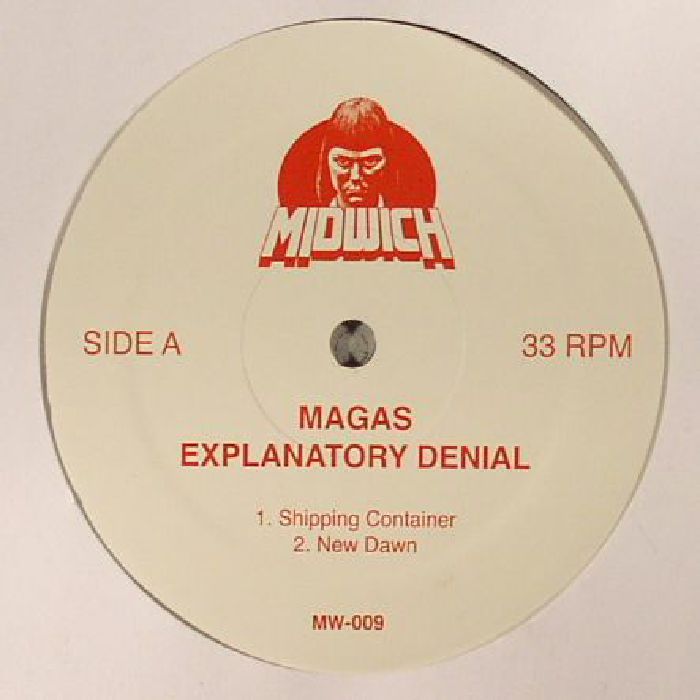 MIDWICH
SIDE A
33 RPM
MAGAS
EXPLANATORY DENIAL
1. Shipping Container
2. New Dawn
MW-009